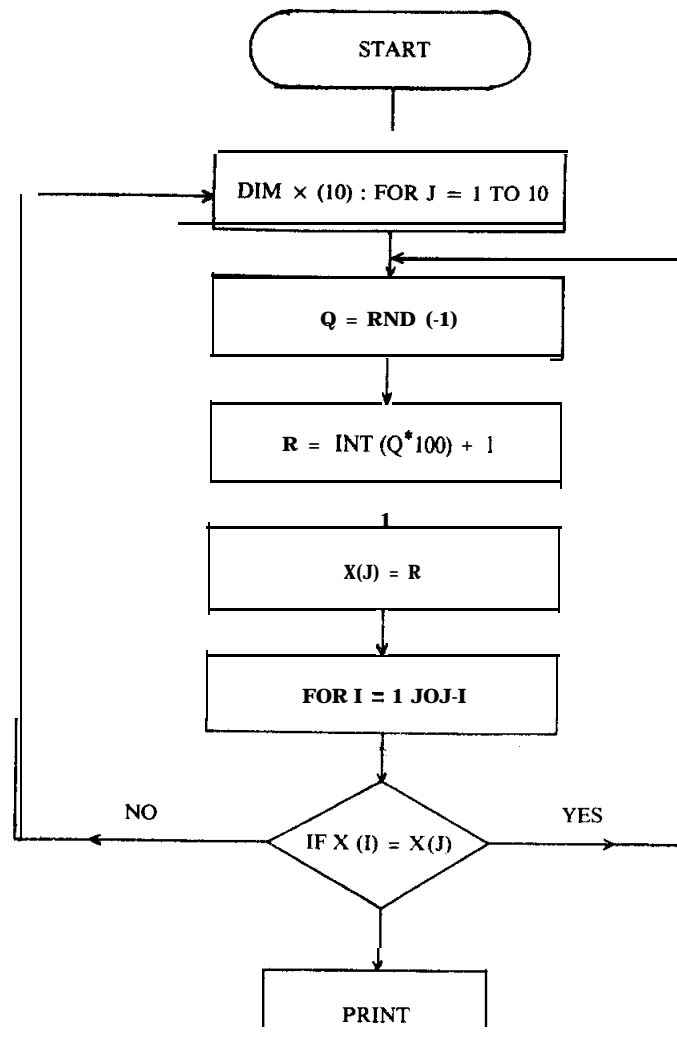 START
DIM × (10) : FOR J = 1 TO 10
Q = RND (-1)
R = INT (Q*100) + 1
1
X(J) = R
FOR I = 1 JOJ-I
NO
YES
IF X (I) = X(J)
PRINT